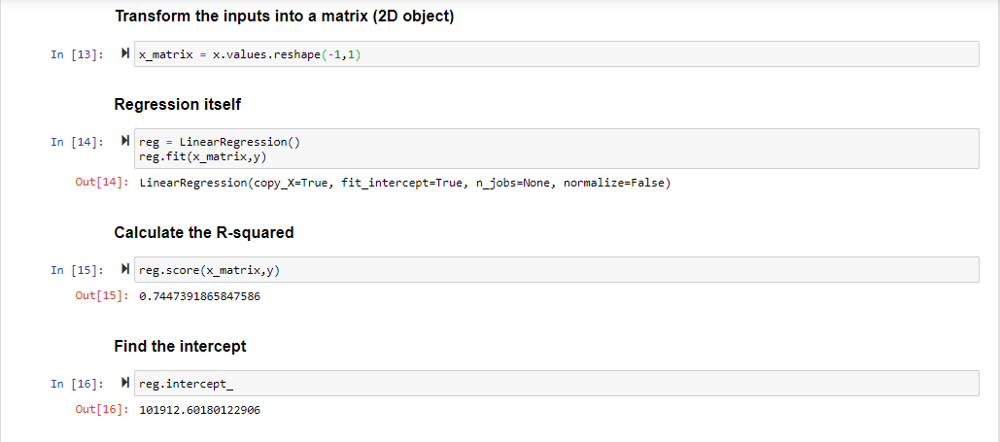 Transform the inputs into a matrix (2D object)
In [13]: x_matrix = x.values.reshape(-1,1)
Regression itself
In [14]: reg = LinearRegression()
reg.fit(x_matrix,y)
Out[14]: LinearRegression(copy_X=True, fit_intercept=True, n_jobs=None, normalize=False)
Calculate the R-squared
In [15]: reg.score(x_matrix,y)
Out[15]: 0.7447391865847586
Find the intercept
In [16]: reg.intercept_
Out[16]: 101912.60180122906